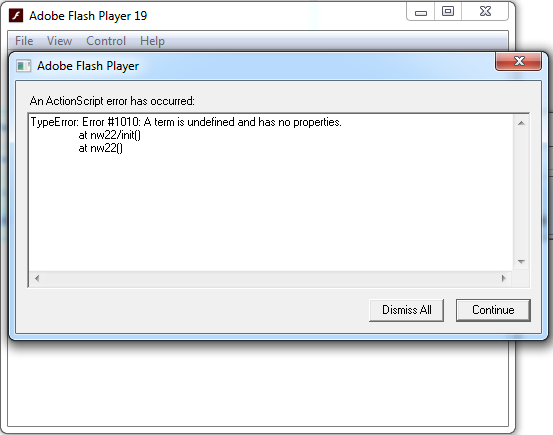 Adobe Flash Player 19
File View Control Help
Adobe Flash Player
An ActionScript error has occurred:
TypeError: Error #1010: A term is undefined and has no properties.
at nw22/init()
at nw22()
Dismiss All Continue